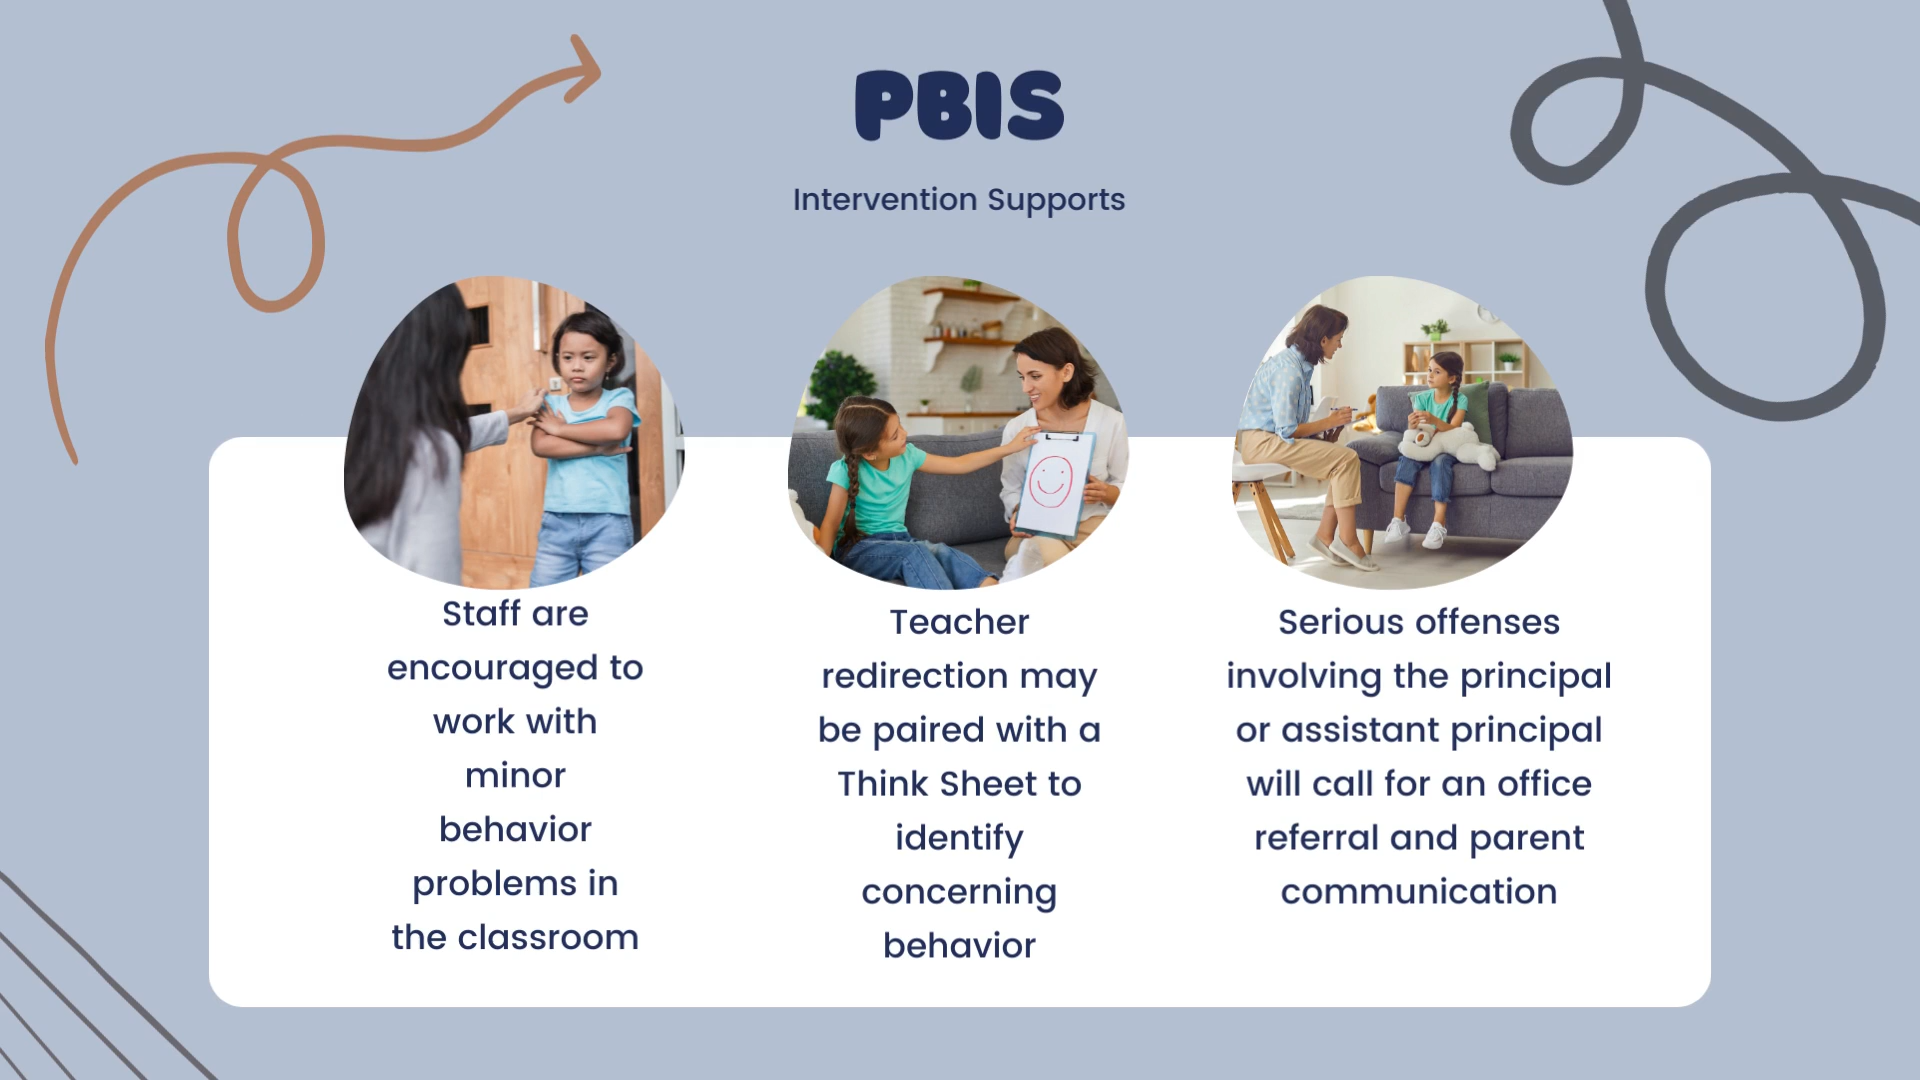 PBIS
Intervention Supports
Staff are
encouraged to
work with
minor
behavior
problems in
the classroom
Teacher
redirection may
be paired with a
Think Sheet to
identify
concerning
behavior
Serious offenses
involving the principal
or assistant principal
will call for an office
referral and parent
communication